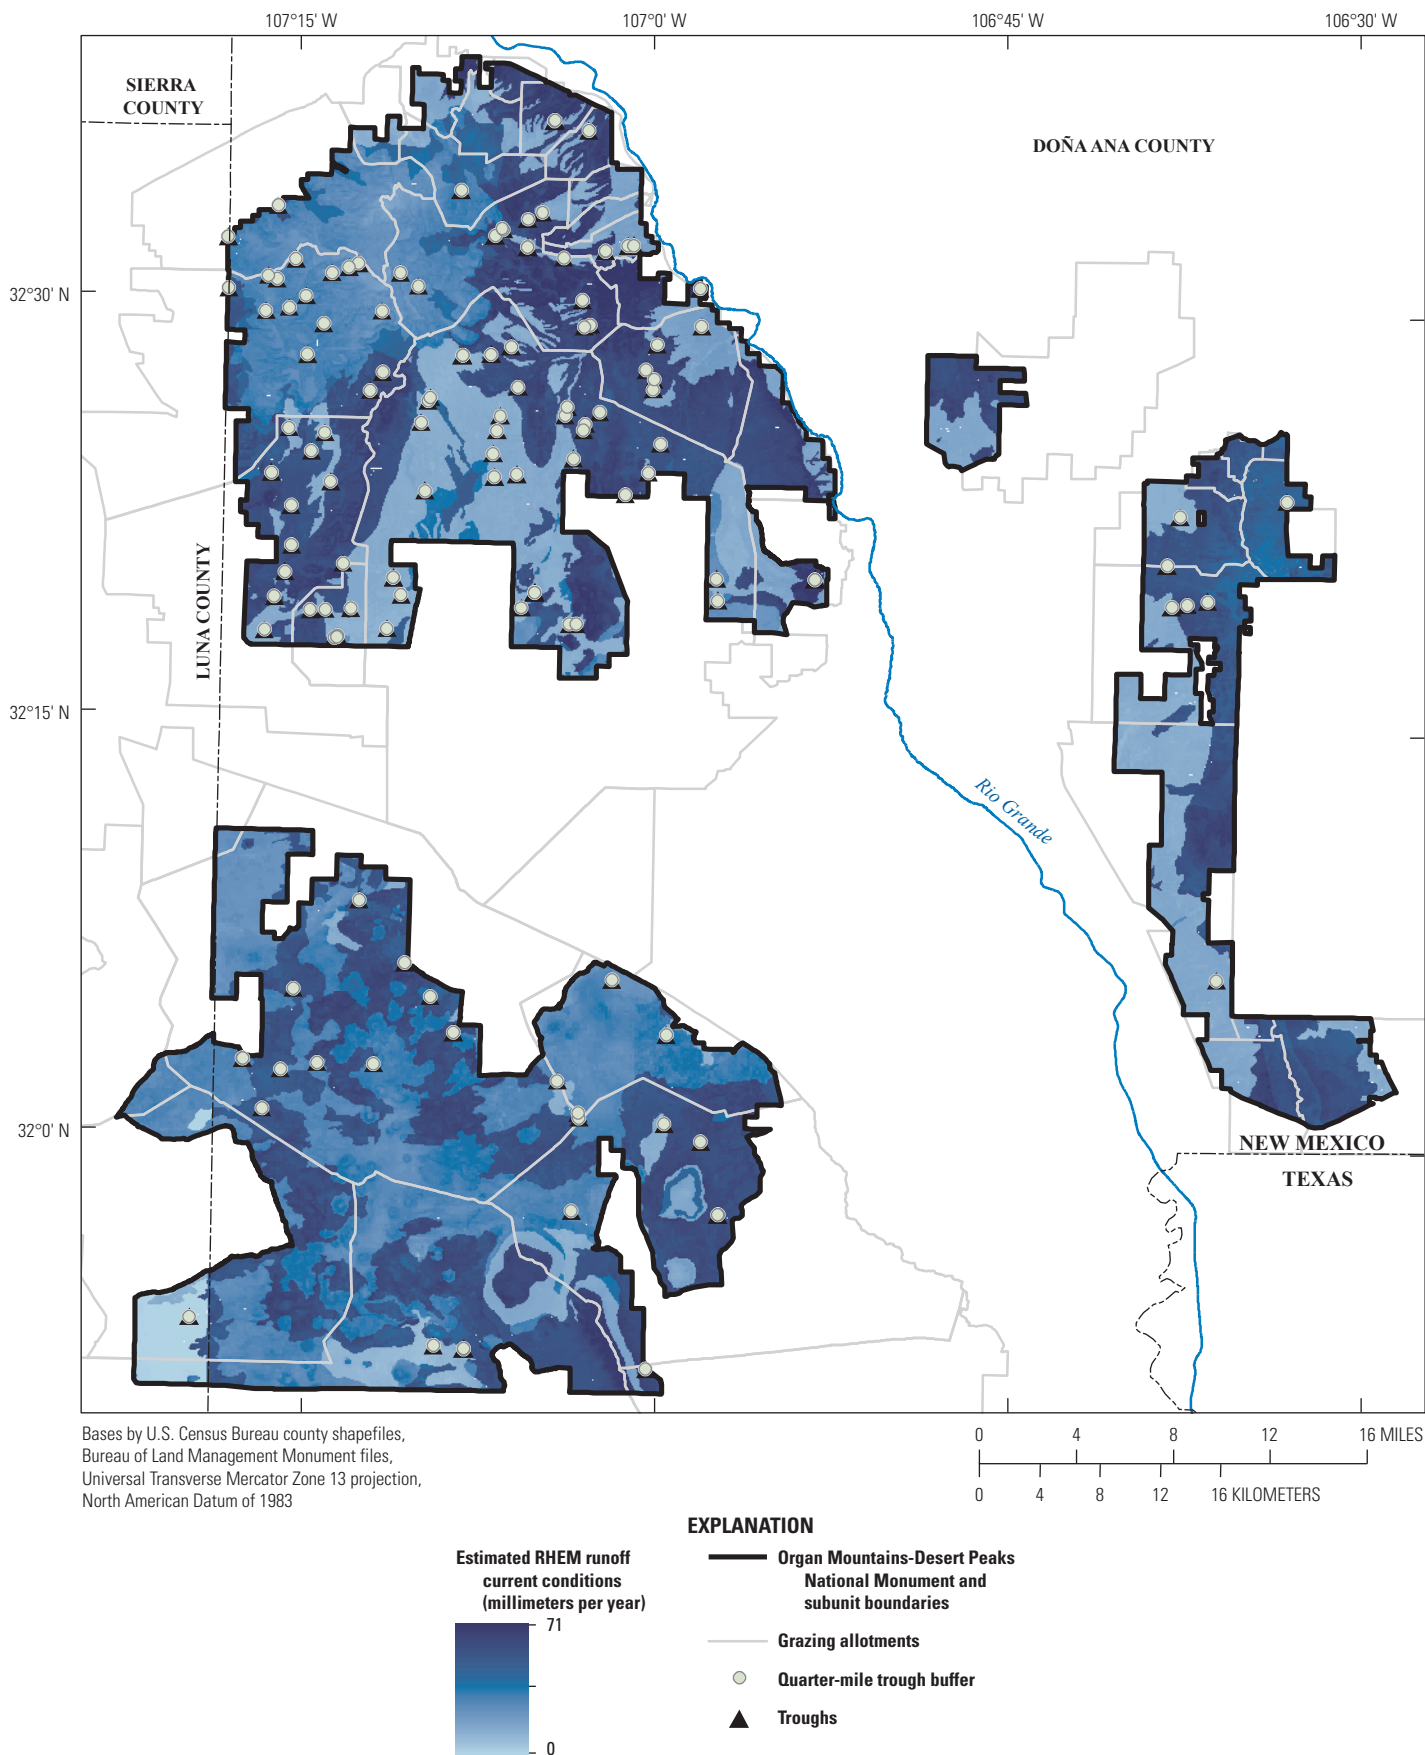 107°15' W
107°0' W
106°45' W
106°30' W
SIERRA
COUNTY
DOÑA ANA COUNTY
32°30' N
LUNA COUNTY
32°15' N
Rio Grande
32°0' N
NEW MEXICO
TEXAS
Bases by U.S. Census Bureau county shapefiles,
Bureau of Land Management Monument files,
Universal Transverse Mercator Zone 13 projection,
North American Datum of 1983
0 4 8 12 16 MILES
0 4 8 12 16 KILOMETERS
EXPLANATION
Estimated RHEM runoff
current conditions
(millimeters per year)
71
0
Organ Mountains-Desert Peaks
National Monument and
subunit boundaries
Grazing allotments
Quarter-mile trough buffer
Troughs